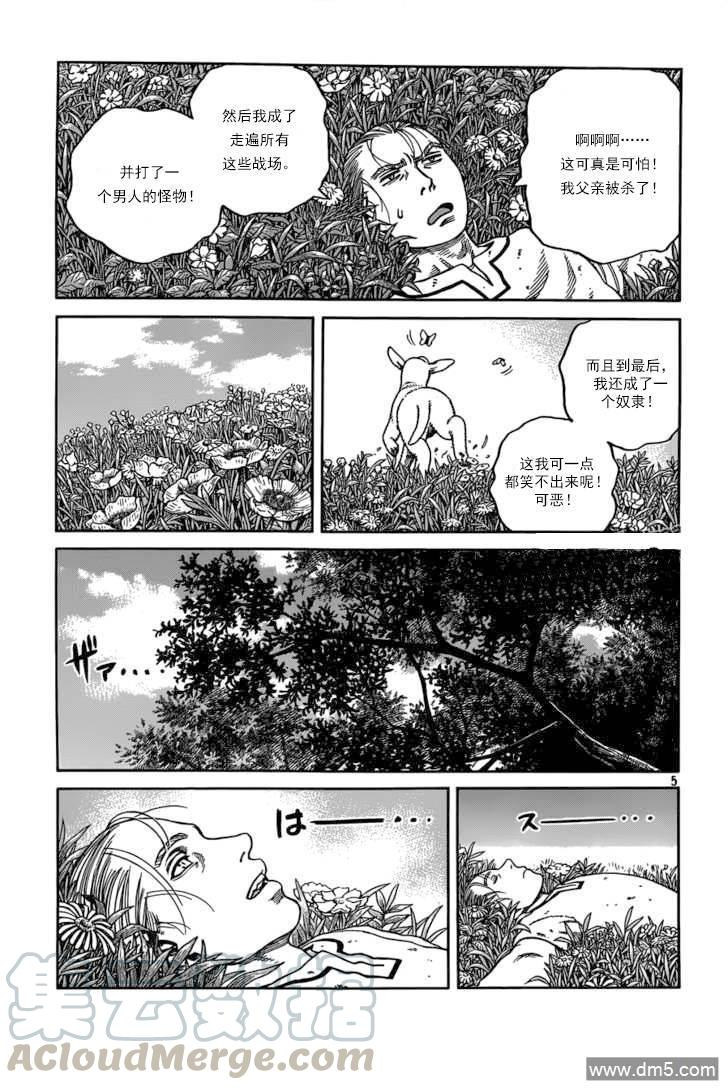 啊啊啊……
这可真是可怕！
我父亲被杀了！
然后我成了
走遍所有
这些战场。
并打了一
个男人的怪物！
而且到最后，
我还成了一
个奴隶！
这我可一点
都笑不出来呢！
可恶！
ザァ・・・
5
スーー・・・
はーー・・・
集云数据
ACloudMerge.com
www.dm5.com